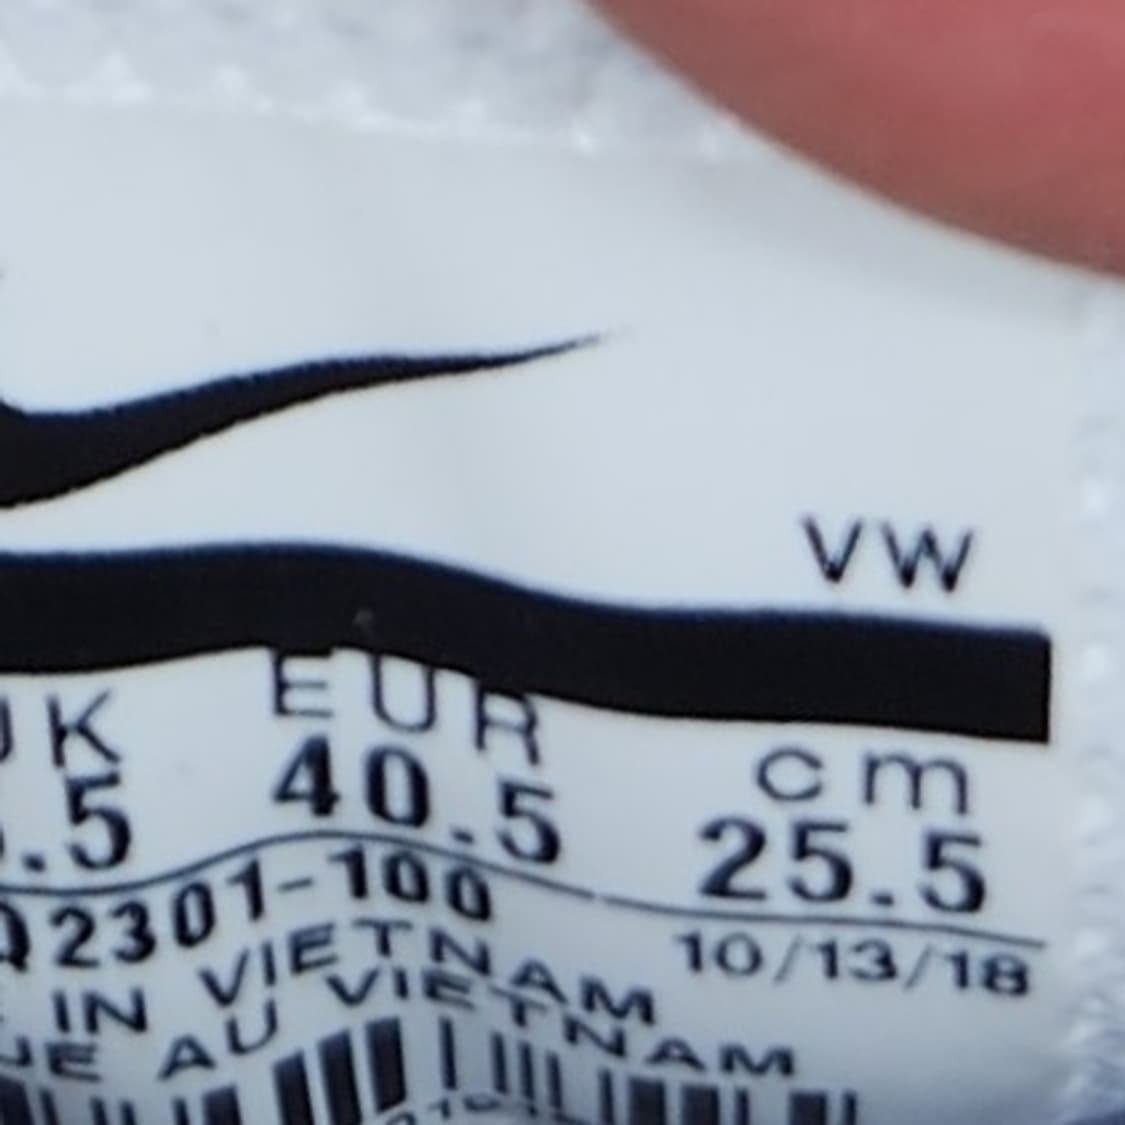 VW
UK EUR cm
.5 40.5 25.5
Q2301-100 10/13/18
IN VIETNAM
AU VIETNAM